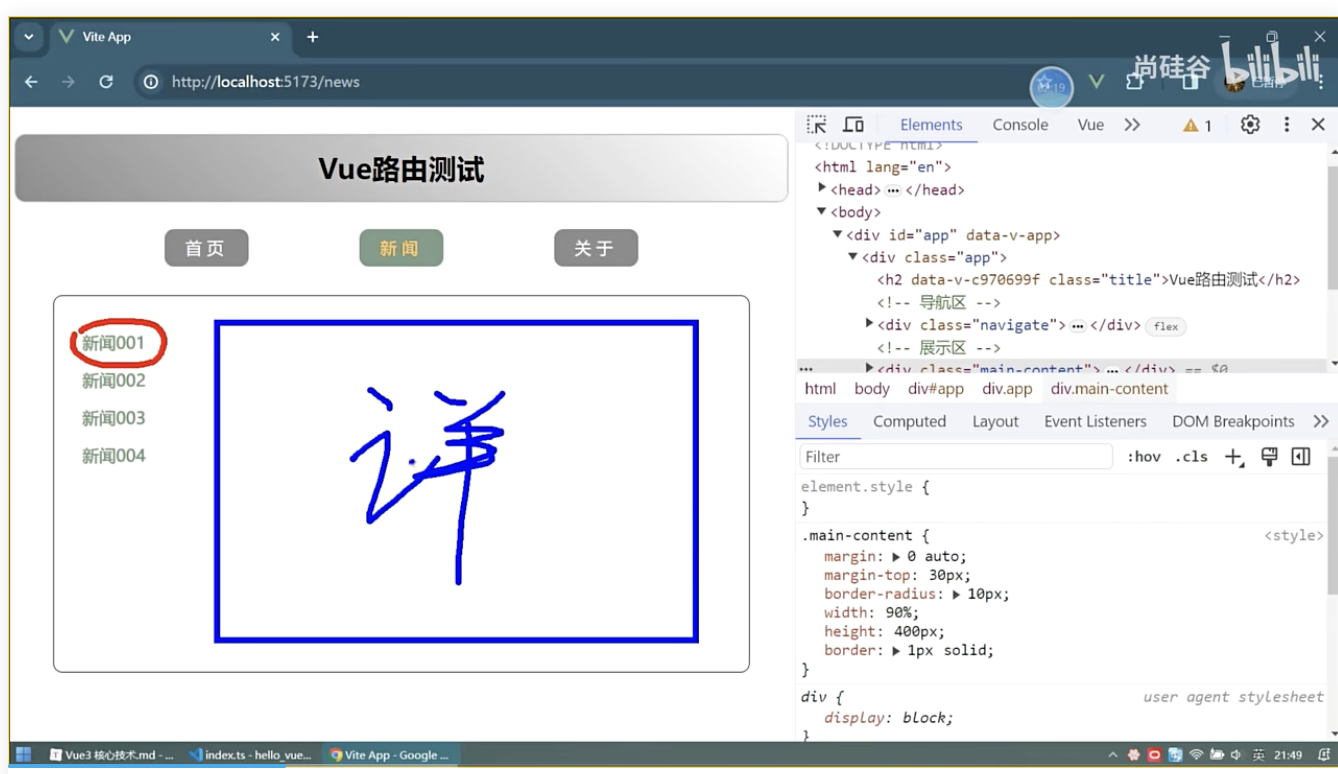 Vite App
http://localhost:5173/news
尚硅谷 bilibili
19
已暂停
Vue路由测试
首页 新闻 关于
新闻001
新闻002
新闻003
新闻004
详
Elements Console Vue 1
<!DOCTYPE html>
<html lang="en">
<head> ••• </head>
<body>
<div id="app" data-v-app>
<div class="app">
<h2 data-v-c970699f class="title">Vue路由测试</h2>
<!-- 导航区 -->
<div class="navigate"> ••• </div> flex
<!-- 展示区 -->
••• <div class="main-content"> ••• </div> == $0
html body div#app div.app div.main-content
Styles Computed Layout Event Listeners DOM Breakpoints
Filter :hov .cls
element.style {
}
.main-content { <style>
margin: 0 auto;
margin-top: 30px;
border-radius: 10px;
width: 90%;
height: 400px;
border: 1px solid;
}
div { user agent stylesheet
display: block;
}
Vue3 核心技术.md - ... index.ts - hello_vue... Vite App - Google ... 英 21:49